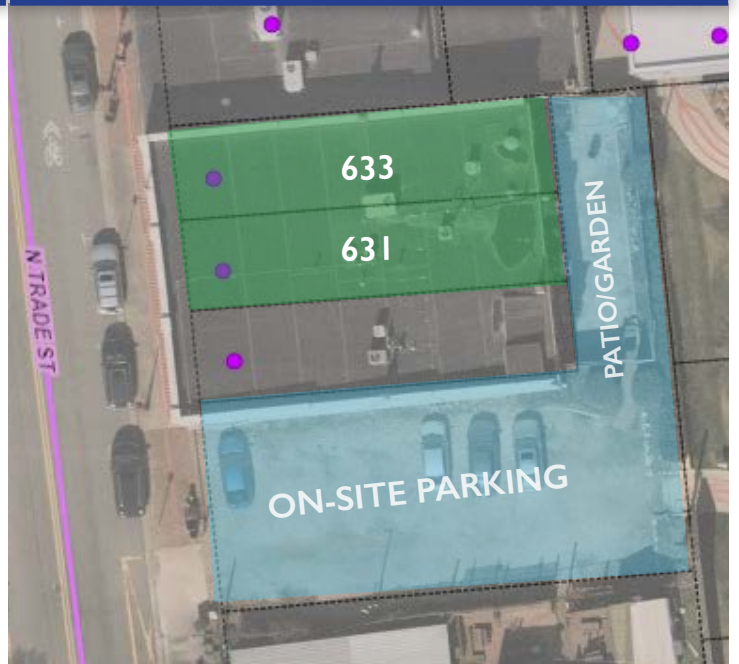 633
631
N TRADE ST
PATIO/GARDEN
ON-SITE PARKING